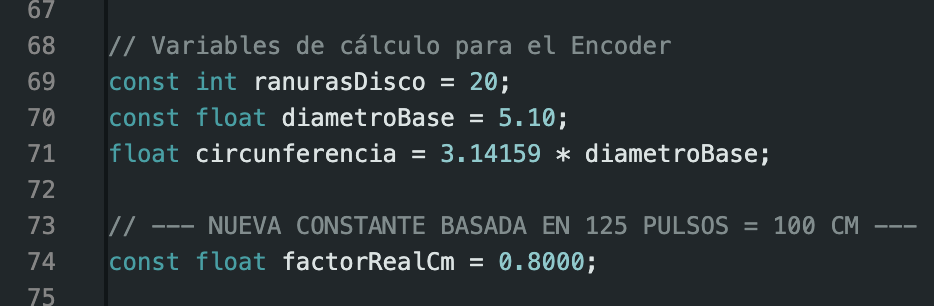 67
68 // Variables de cálculo para el Encoder
69 const int ranurasDisco = 20;
70 const float diametroBase = 5.10;
71 float circunferencia = 3.14159 * diametroBase;
72
73 // --- NUEVA CONSTANTE BASADA EN 125 PULSOS = 100 CM ---
74 const float factorRealCm = 0.8000;
75